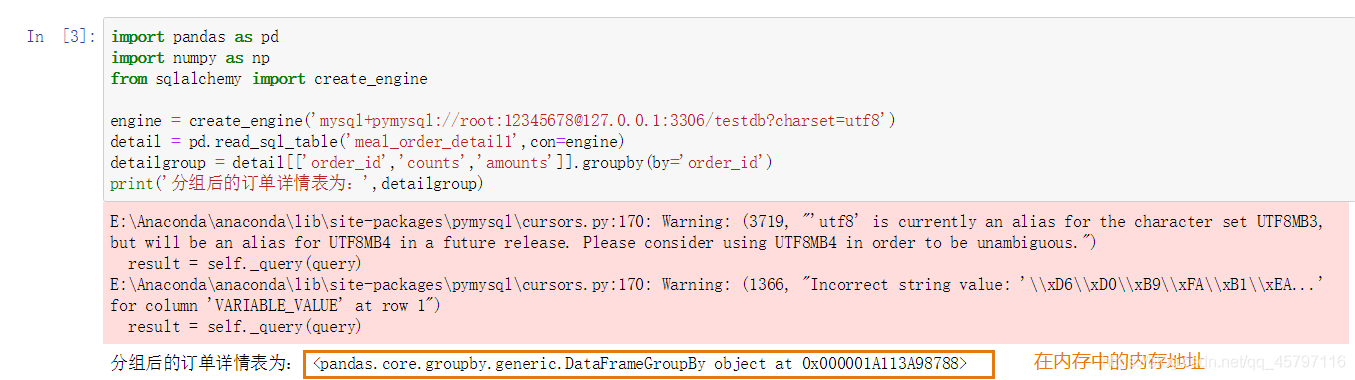 In [3]:
import pandas as pd
import numpy as np
from sqlalchemy import create_engine
engine = create_engine('mysql+pymysql://root:12345678@127.0.0.1:3306/testdb?charset=utf8')
detail = pd.read_sql_table('meal_order_detail1',con=engine)
detailgroup = detail[['order_id','counts','amounts']].groupby(by='order_id')
print('分组后的订单详情表为：',detailgroup)
E:\Anaconda\anaconda\lib\site-packages\pymysql\cursors.py:170: Warning: (3719, "'utf8' is currently an alias for the character set UTF8MB3,
but will be an alias for UTF8MB4 in a future release. Please consider using UTF8MB4 in order to be unambiguous.")
result = self._query(query)
E:\Anaconda\anaconda\lib\site-packages\pymysql\cursors.py:170: Warning: (1366, "Incorrect string value: '\\xD6\\xD0\\xB9\\xFA\\xB1\\xEA...'
for column 'VARIABLE_VALUE' at row 1")
result = self._query(query)
分组后的订单详情表为： <pandas.core.groupby.generic.DataFrameGroupBy object at 0x000001A113A98788>
在内存中的内存地址
dn.net/qq_45797116